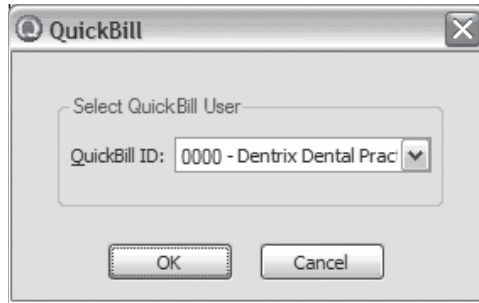 QuickBill
Select QuickBill User
QuickBill ID: 0000 - Dentrix Dental Prac
OK Cancel